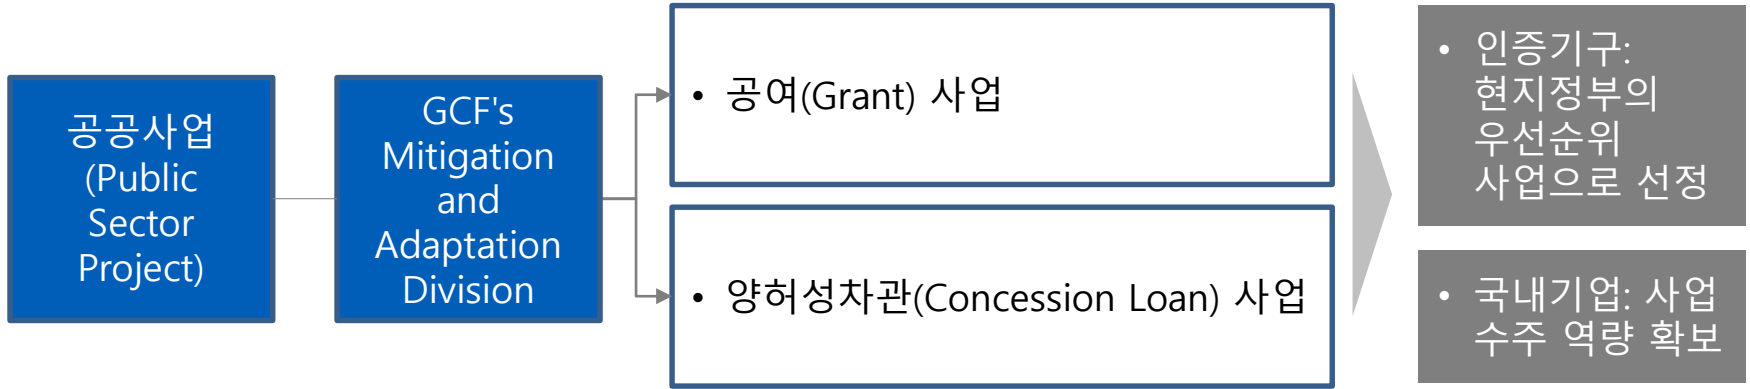 공공사업
(Public
Sector
Project)
GCF's
Mitigation
and
Adaptation
Division
• 공여(Grant) 사업
• 양허성차관(Concession Loan) 사업
• 인증기구:
현지정부의
우선순위
사업으로 선정
• 국내기업: 사업
수주 역량 확보